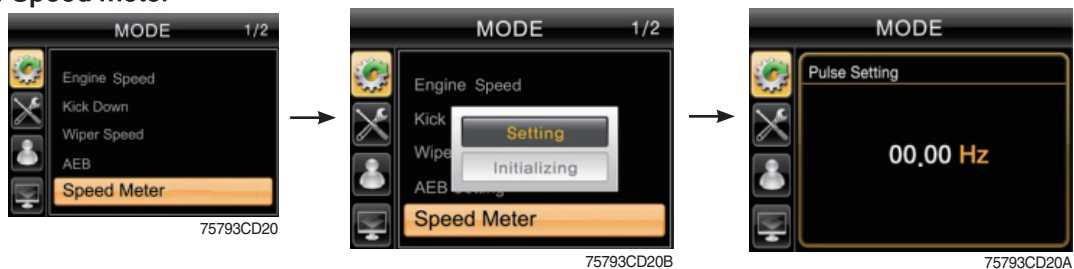 Speed Meter
MODE 1/2
Engine Speed
Kick Down
Wiper Speed
AEB
Speed Meter
75793CD20
MODE 1/2
Engine Speed
Kick
Wipe
AEB
Setting
Initializing
Speed Meter
75793CD20B
MODE
Pulse Setting
00.00 Hz
75793CD20A